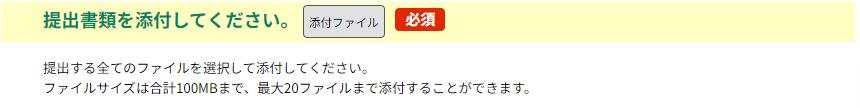 提出書類を添付してください。 添付ファイル 必須
提出する全てのファイルを選択して添付してください。
ファイルサイズは合計100MBまで、最大20ファイルまで添付することができます。